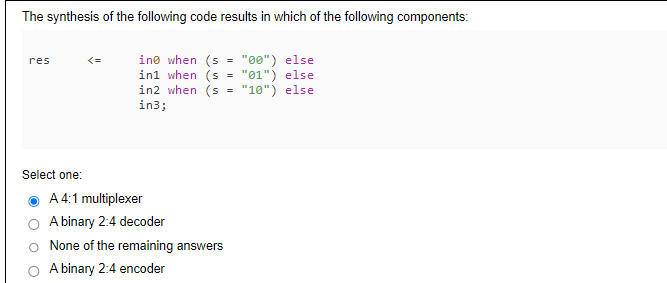 The synthesis of the following code results in which of the following components:
res <= in0 when (s = "00") else
in1 when (s = "01") else
in2 when (s = "10") else
in3;
Select one:
A 4:1 multiplexer
A binary 2:4 decoder
None of the remaining answers
A binary 2:4 encoder